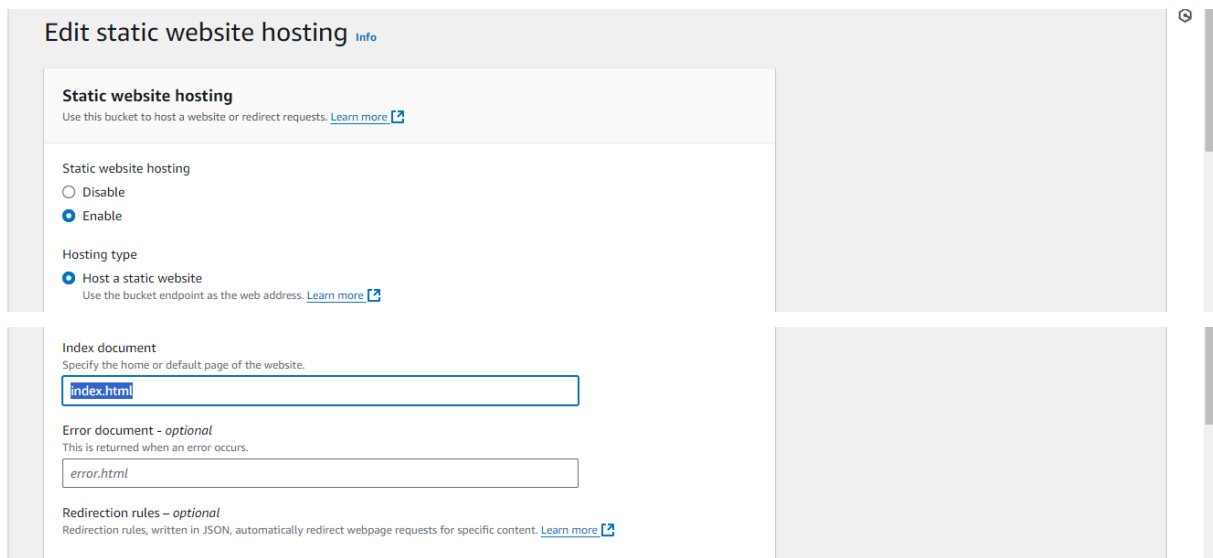 Edit static website hosting Info
Static website hosting
Use this bucket to host a website or redirect requests. Learn more
Static website hosting
Disable
Enable
Hosting type
Host a static website
Use the bucket endpoint as the web address. Learn more
Index document
Specify the home or default page of the website.
index.html
Error document - optional
This is returned when an error occurs.
error.html
Redirection rules – optional
Redirection rules, written in JSON, automatically redirect webpage requests for specific content. Learn more